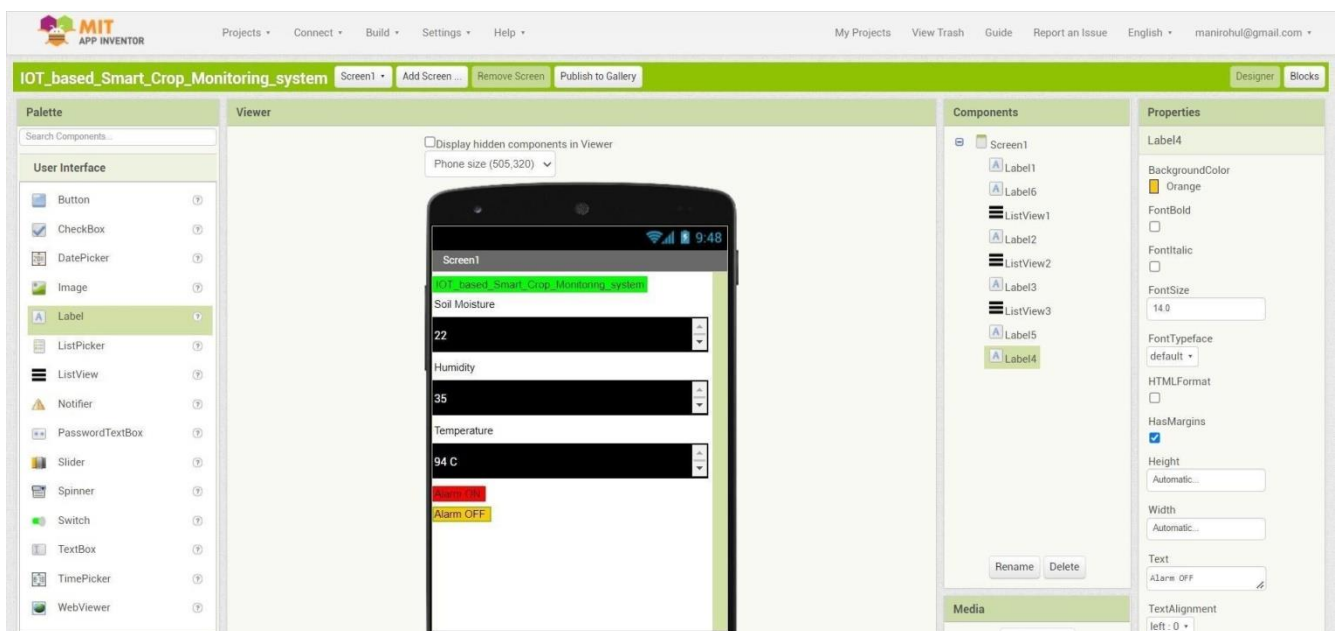 MIT
APP INVENTOR
Projects Connect Build Settings Help My Projects View Trash Guide Report an Issue English manirohul@gmail.com
IOT_based_Smart_Crop_Monitoring_system Screen1 Add Screen ... Remove Screen Publish to Gallery Designer Blocks
Palette
Search Components...
User Interface
Button
CheckBox
DatePicker
Image
Label
ListPicker
ListView
Notifier
PasswordTextBox
Slider
Spinner
Switch
TextBox
TimePicker
WebViewer
Viewer
Display hidden components in Viewer
Phone size (505,320)
9:48
Screen1
IOT_based_Smart_Crop_Monitoring_system
Soil Moisture
22
Humidity
35
Temperature
94 C
Alarm ON
Alarm OFF
Components
Screen1
Label1
Label6
ListView1
Label2
ListView2
Label3
ListView3
Label5
Label4
Rename Delete
Media
Properties
Label4
BackgroundColor
Orange
FontBold
FontItalic
FontSize
14.0
FontTypeface
default
HTMLFormat
HasMargins
Height
Automatic...
Width
Automatic...
Text
Alarm OFF
TextAlignment
left : 0